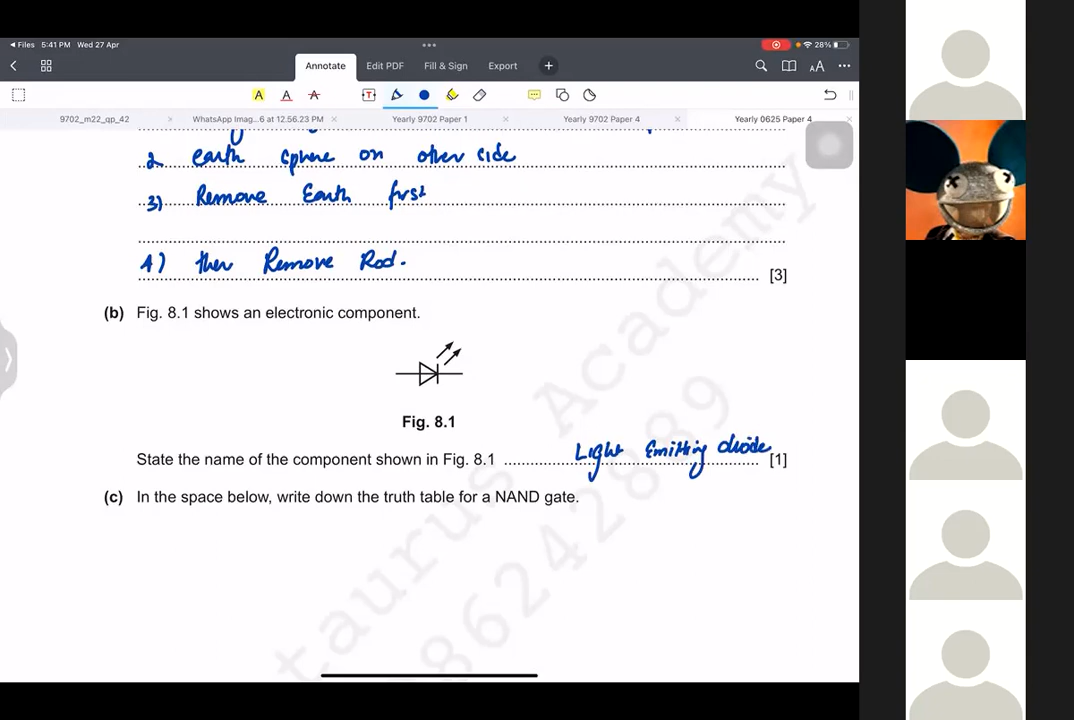 Files 5:41 PM Wed 27 Apr 28%
Annotate Edit PDF Fill & Sign Export
9702_m22_qp_42 WhatsApp Imag...6 at 12.56.23 PM Yearly 9702 Paper 1 Yearly 9702 Paper 4 Yearly 0625 Paper 4
2 earth sphere on other side
3) Remove Earth first
4) then Remove Rod.
[3]
(b) Fig. 8.1 shows an electronic component.
Fig. 8.1
State the name of the component shown in Fig. 8.1 Light Emitting diode [1]
(c) In the space below, write down the truth table for a NAND gate.
taurus Academy
86242889